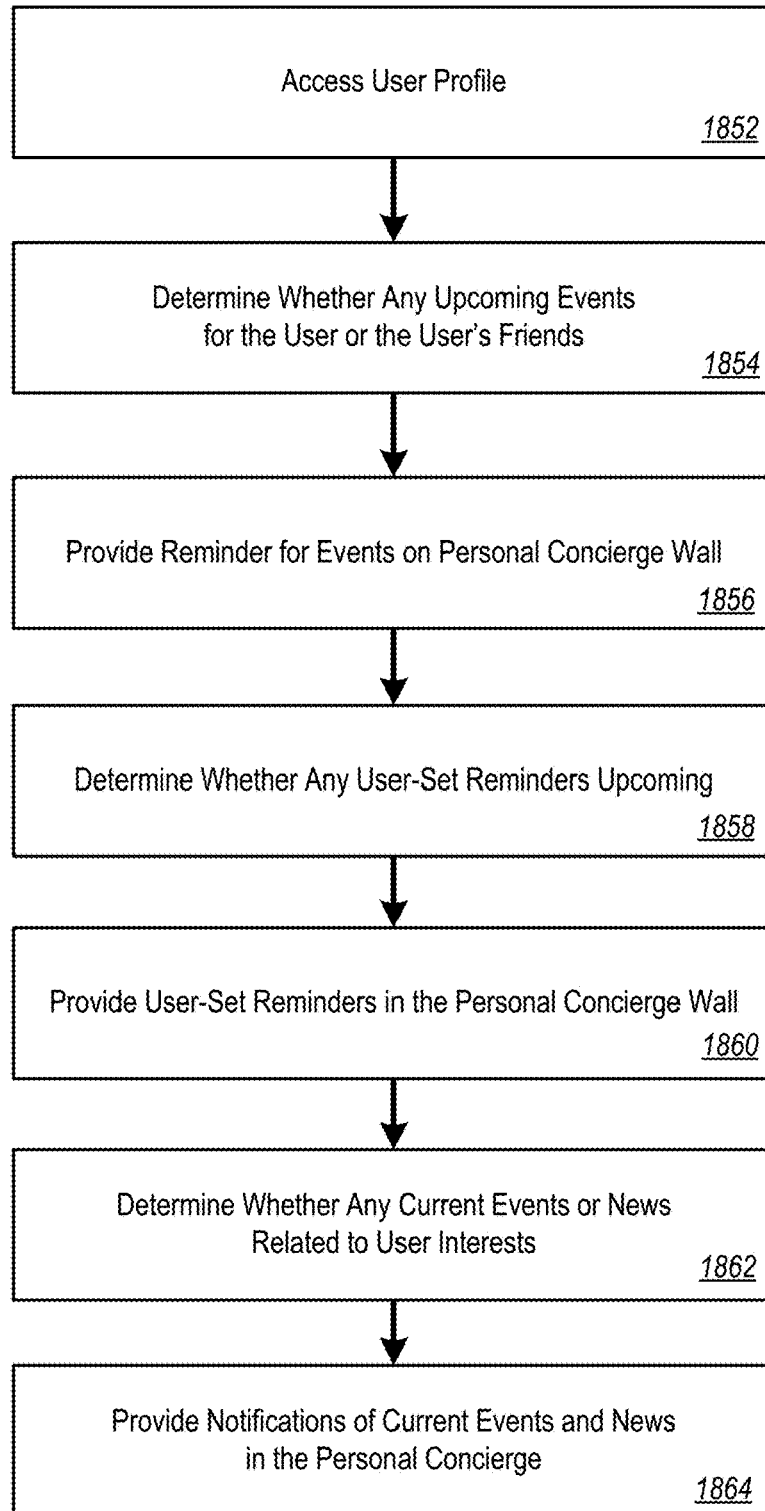 Access User Profile
1852
Determine Whether Any Upcoming Events
for the User or the User's Friends
1854
Provide Reminder for Events on Personal Concierge Wall
1856
Determine Whether Any User-Set Reminders Upcoming
1858
Provide User-Set Reminders in the Personal Concierge Wall
1860
Determine Whether Any Current Events or News
Related to User Interests
1862
Provide Notifications of Current Events and News
in the Personal Concierge
1864